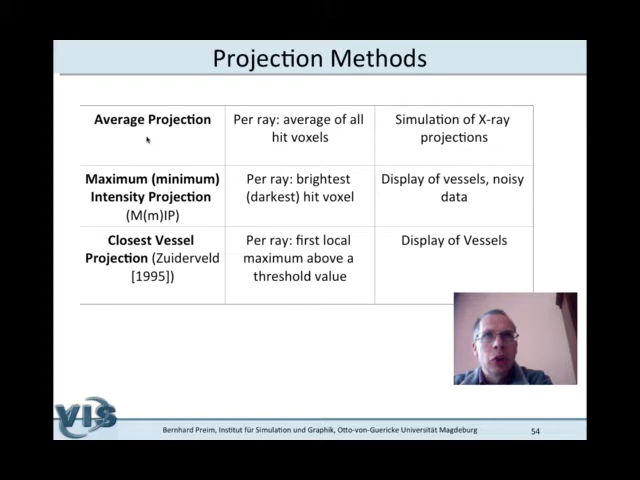 Projection Methods
Average Projection
Per ray: average of all
hit voxels
Simulation of X-ray
projections
Maximum (minimum)
Intensity Projection
(M(m)IP)
Per ray: brightest
(darkest) hit voxel
Display of vessels, noisy
data
Closest Vessel
Projection (Zuiderveld
[1995])
Per ray: first local
maximum above a
threshold value
Display of Vessels
VIS
Bernhard Preim, Institut für Simulation und Graphik, Otto-von-Guericke Universität Magdeburg
54